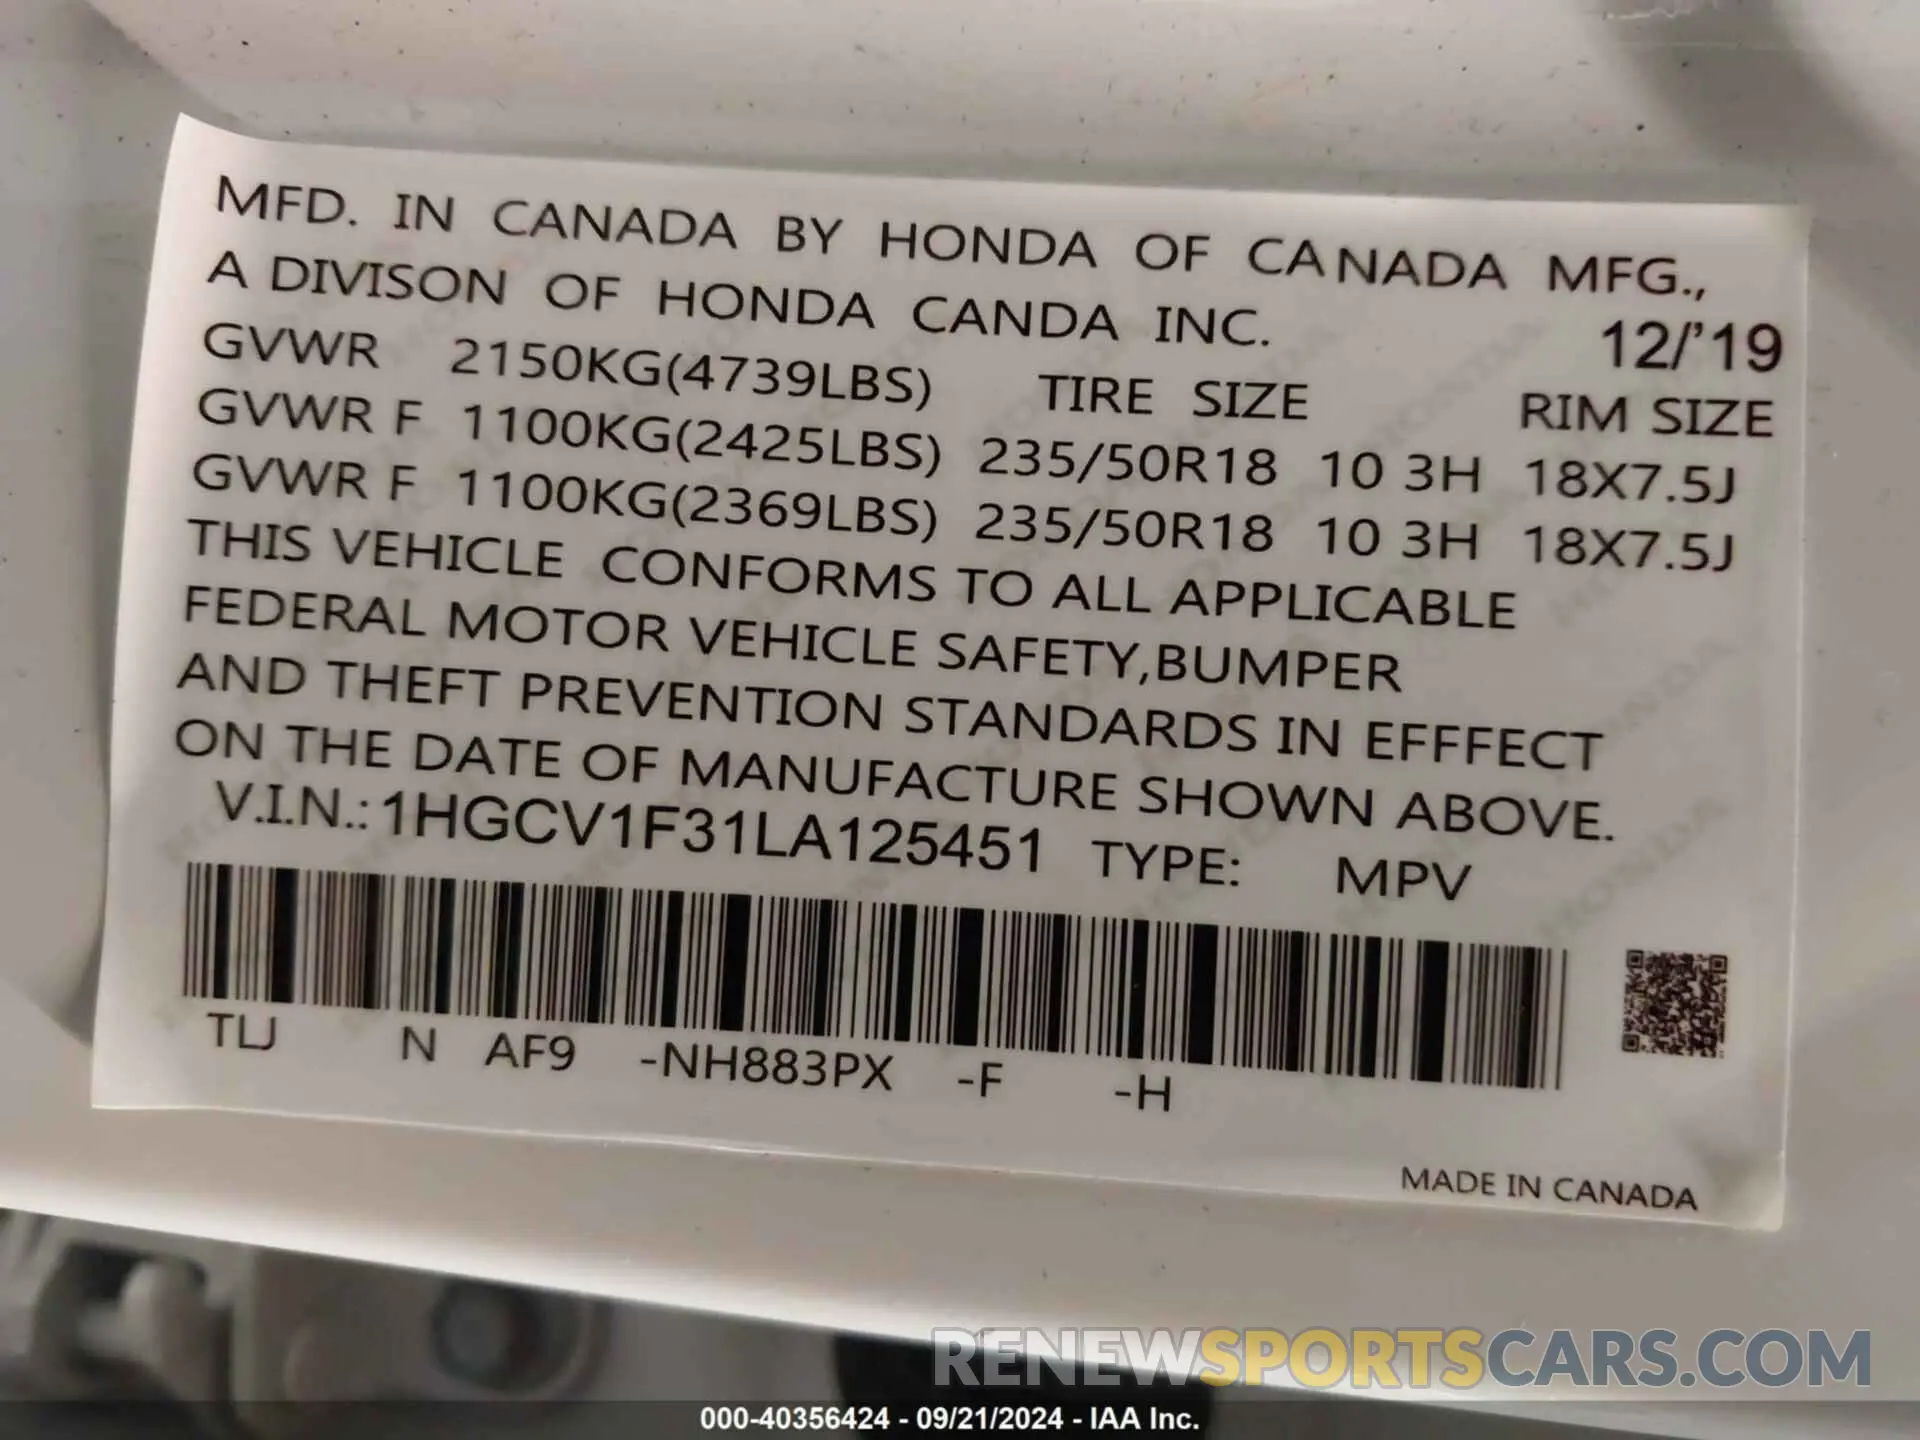 MFD. IN CANADA BY HONDA OF CANADA MFG.,
A DIVISON OF HONDA CANDA INC. 12/'19
GVWR 2150KG(4739LBS) TIRE SIZE RIM SIZE
GVWR F 1100KG(2425LBS) 235/50R18 10 3H 18X7.5J
GVWR F 1100KG(2369LBS) 235/50R18 10 3H 18X7.5J
THIS VEHICLE CONFORMS TO ALL APPLICABLE
FEDERAL MOTOR VEHICLE SAFETY,BUMPER
AND THEFT PREVENTION STANDARDS IN EFFFECT
ON THE DATE OF MANUFACTURE SHOWN ABOVE.
V.I.N.: 1HGCV1F31LA125451 TYPE: MPV
TLJ N AF9 -NH883PX -F -H
MADE IN CANADA
RENEWSPORTSCARS.COM
000-40356424 - 09/21/2024 - IAA Inc.